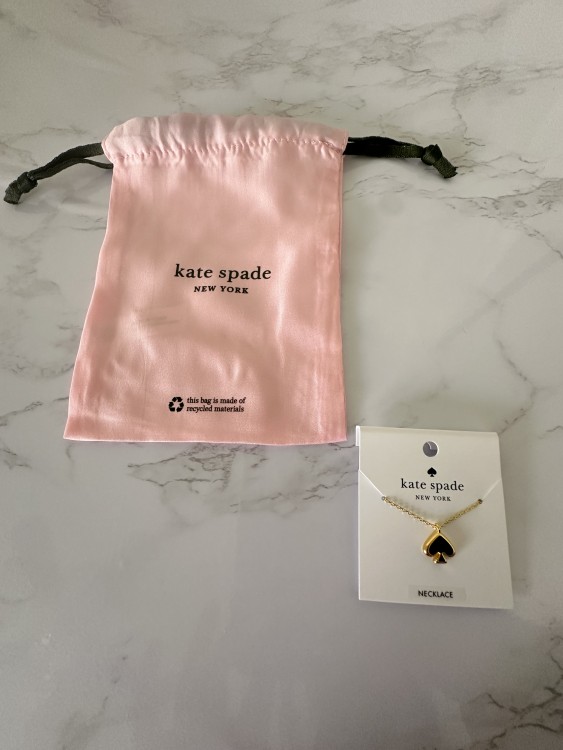 kate spade
NEW YORK
this bag is made of
recycled materials
kate spade
NEW YORK
NECKLACE